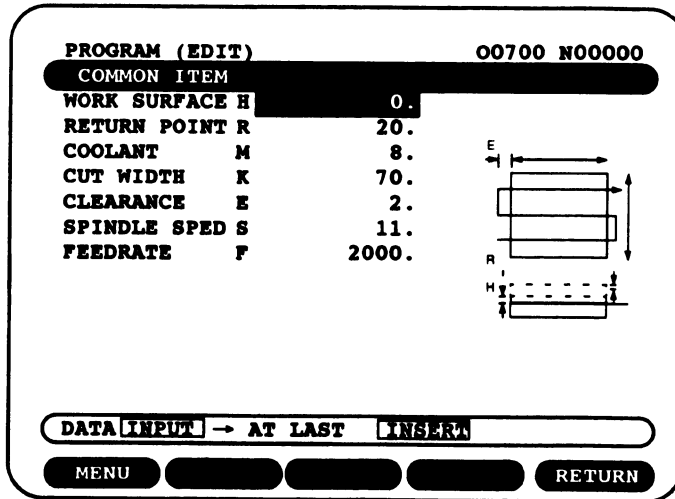 PROGRAM (EDIT) O0700 N00000
COMMON ITEM
WORK SURFACE H 0.
RETURN POINT R 20.
COOLANT M 8.
CUT WIDTH K 70.
CLEARANCE E 2.
SPINDLE SPED S 11.
FEEDRATE F 2000.
E
R
H
DATA INPUT → AT LAST INSERT
MENU RETURN